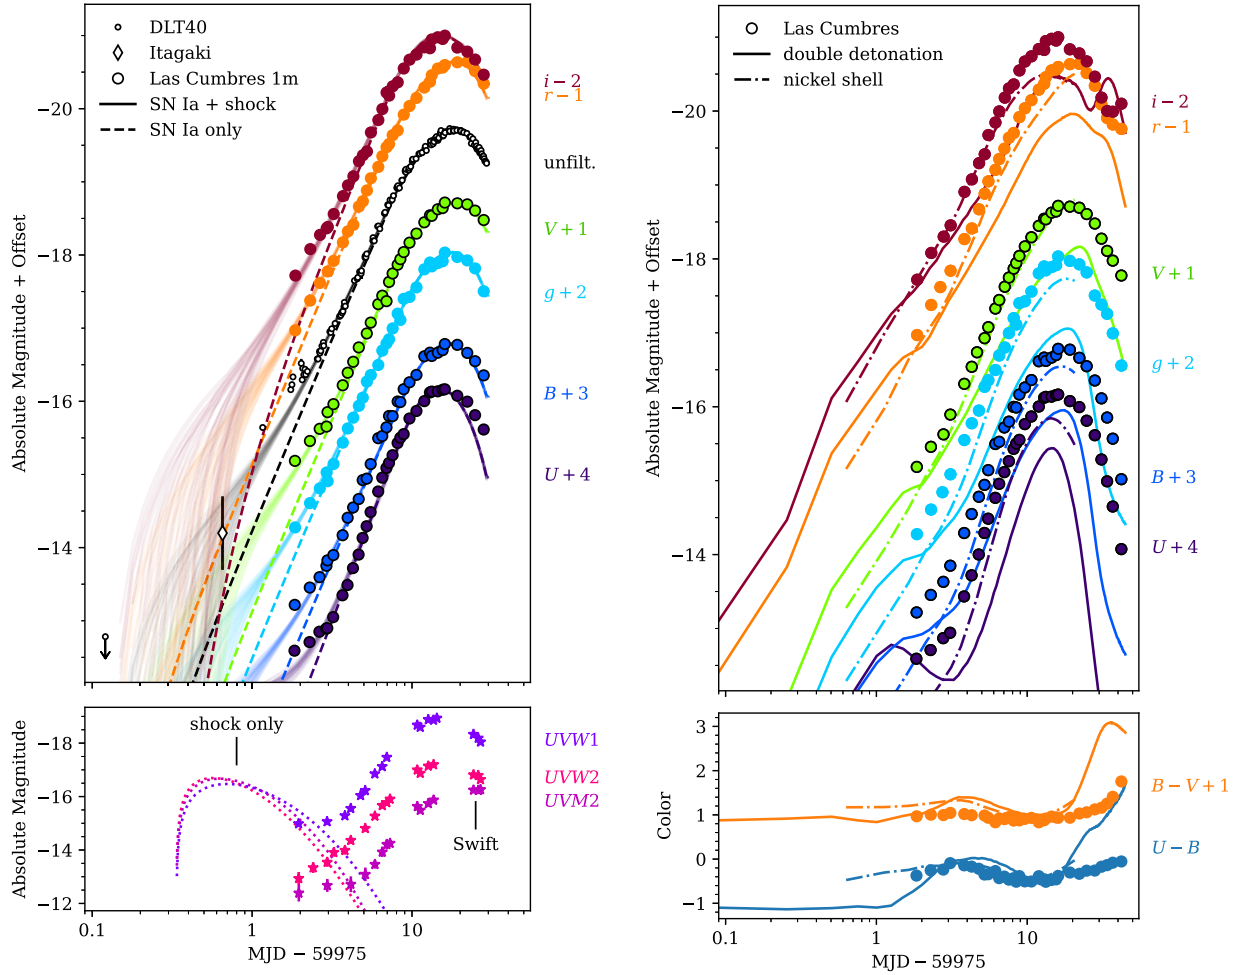 DLT40
Itagaki
Las Cumbres 1m
SN Ia + shock
SN Ia only
−20
−18
−16
−14
Absolute Magnitude + Offset
i − 2
r − 1
unfilt.
V + 1
g + 2
B + 3
U + 4
shock only
Swift
−18
−16
−14
−12
Absolute Magnitude
UVW1
UVW2
UVM2
0.1
1
10
MJD − 59975
Las Cumbres
double detonation
nickel shell
−20
−18
−16
−14
Absolute Magnitude + Offset
i − 2
r − 1
V + 1
g + 2
B + 3
U + 4
3
2
1
0
−1
Color
B − V + 1
U − B
0.1
1
10
MJD − 59975